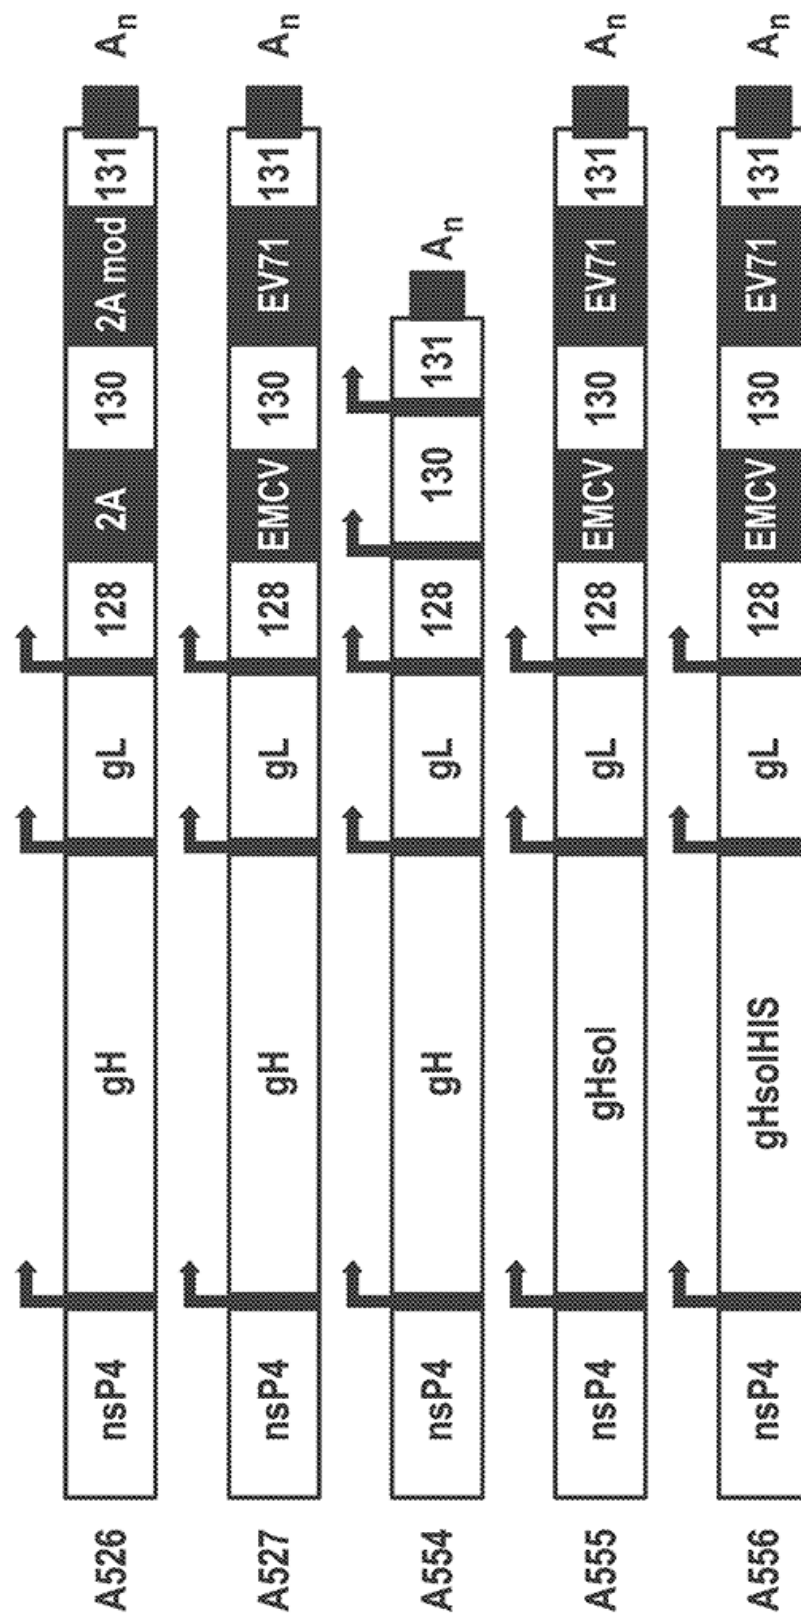 A526 nsP4 gH gL 128 2A 130 2A mod 131 An
A527 nsP4 gH gL 128 EMCV 130 EV71 131 An
A554 nsP4 gH gL 128 130 131 An
A555 nsP4 gHsol gL 128 EMCV 130 EV71 131 An
A556 nsP4 gHsolHIS gL 128 EMCV 130 EV71 131 An